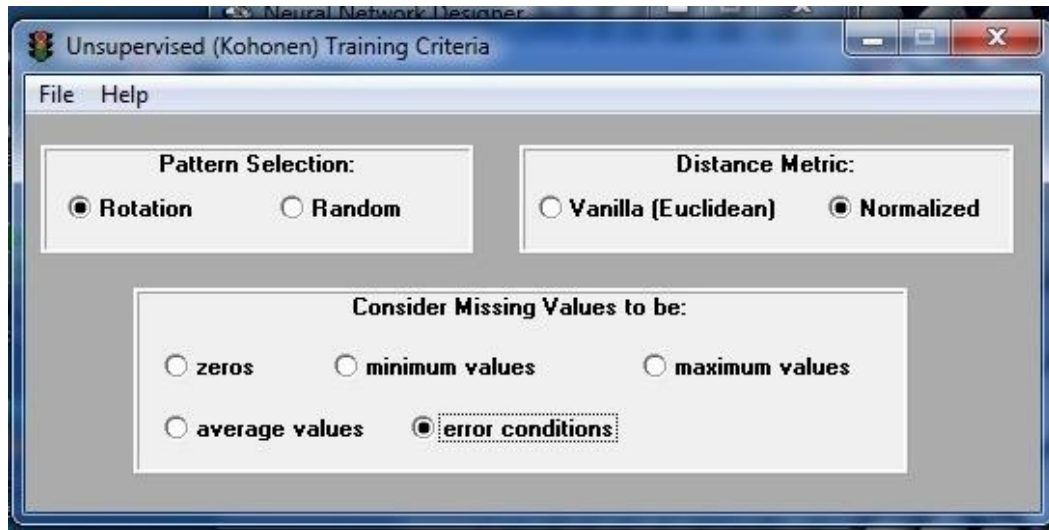 Neural Network Designer
Unsupervised (Kohonen) Training Criteria
File Help
Pattern Selection:
Rotation Random
Distance Metric:
Vanilla (Euclidean) Normalized
Consider Missing Values to be:
zeros minimum values maximum values
average values error conditions